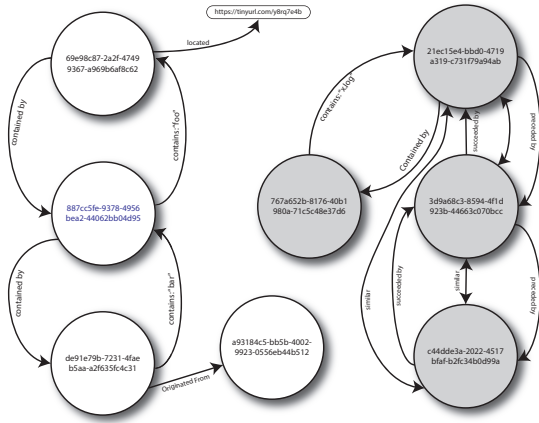 https://tinyurl.com/y8rq7e4b
69e98c87-2a2f-4749
9367-a969b6af8c62
located
21ec15e4-bbd0-4719
a319-c731f79a94ab
contained by
contains:"foo"
contains: "x.log"
Contained by
succeeded by
preceded by
887cc5fe-9378-4956
bea2-44062bb04d95
767a652b-8176-40b1
980a-71c5c48e37d6
3d9a68c3-8594-4f1d
923b-44663c070bcc
contained by
contains:"bar"
similar
succeeded by
similar
preceded by
de91e79b-7231-4fae
b5aa-a2f635fc4c31
Originated From
a93184c5-bb5b-4002-
9923-0556eb44b512
c44dde3a-2022-4517
bfaf-b2fc34b0d99a